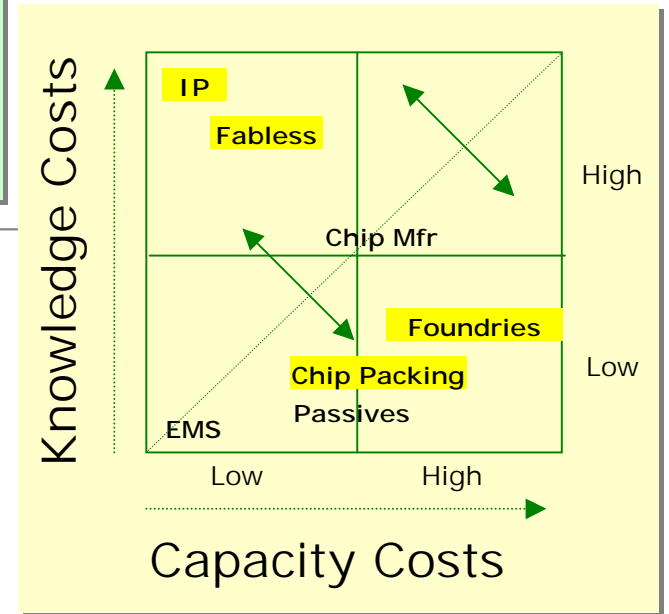 Knowledge Costs
IP
Fabless
High
Chip Mfr
Foundries
Low
Chip Packing
Passives
EMS
Low High
Capacity Costs